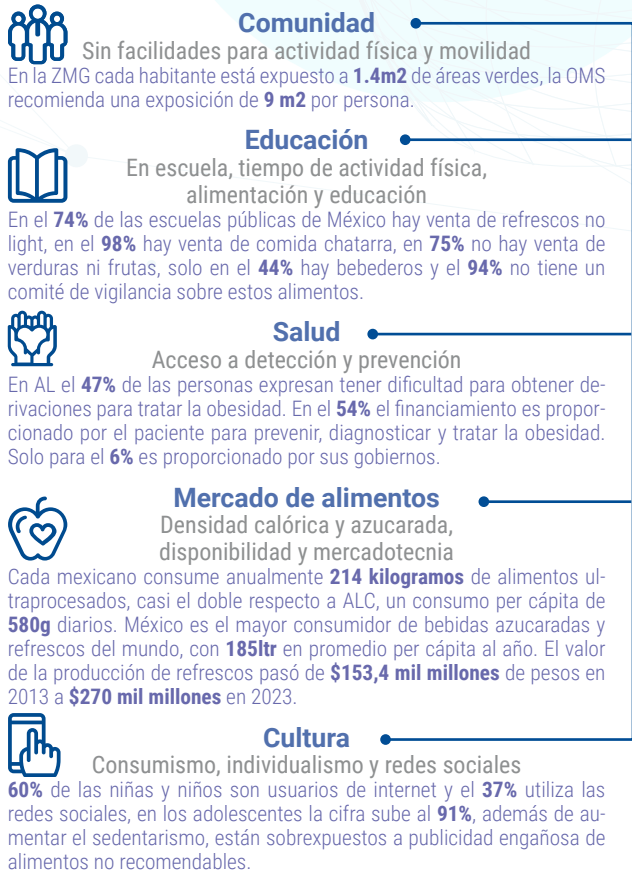 Comunidad
Sin facilidades para actividad física y movilidad
En la ZMG cada habitante está expuesto a 1.4m2 de áreas verdes, la OMS
recomienda una exposición de 9 m2 por persona.
Educación
En escuela, tiempo de actividad física,
alimentación y educación
En el 74% de las escuelas públicas de México hay venta de refrescos no
light, en el 98% hay venta de comida chatarra, en 75% no hay venta de
verduras ni frutas, solo en el 44% hay bebederos y el 94% no tiene un
comité de vigilancia sobre estos alimentos.
Salud
Acceso a detección y prevención
En AL el 47% de las personas expresan tener dificultad para obtener de-
rivaciones para tratar la obesidad. En el 54% el financiamiento es propor-
cionado por el paciente para prevenir, diagnosticar y tratar la obesidad.
Solo para el 6% es proporcionado por sus gobiernos.
Mercado de alimentos
Densidad calórica y azucarada,
disponibilidad y mercadotecnia
Cada mexicano consume anualmente 214 kilogramos de alimentos ul-
traprocesados, casi el doble respecto a ALC, un consumo per cápita de
580g diarios. México es el mayor consumidor de bebidas azucaradas y
refrescos del mundo, con 185ltr en promedio per cápita al año. El valor
de la producción de refrescos pasó de $153,4 mil millones de pesos en
2013 a $270 mil millones en 2023.
Cultura
Consumismo, individualismo y redes sociales
60% de las niñas y niños son usuarios de internet y el 37% utiliza las
redes sociales, en los adolescentes la cifra sube al 91%, además de au-
mentar el sedentarismo, están sobrexpuestos a publicidad engañosa de
alimentos no recomendables.